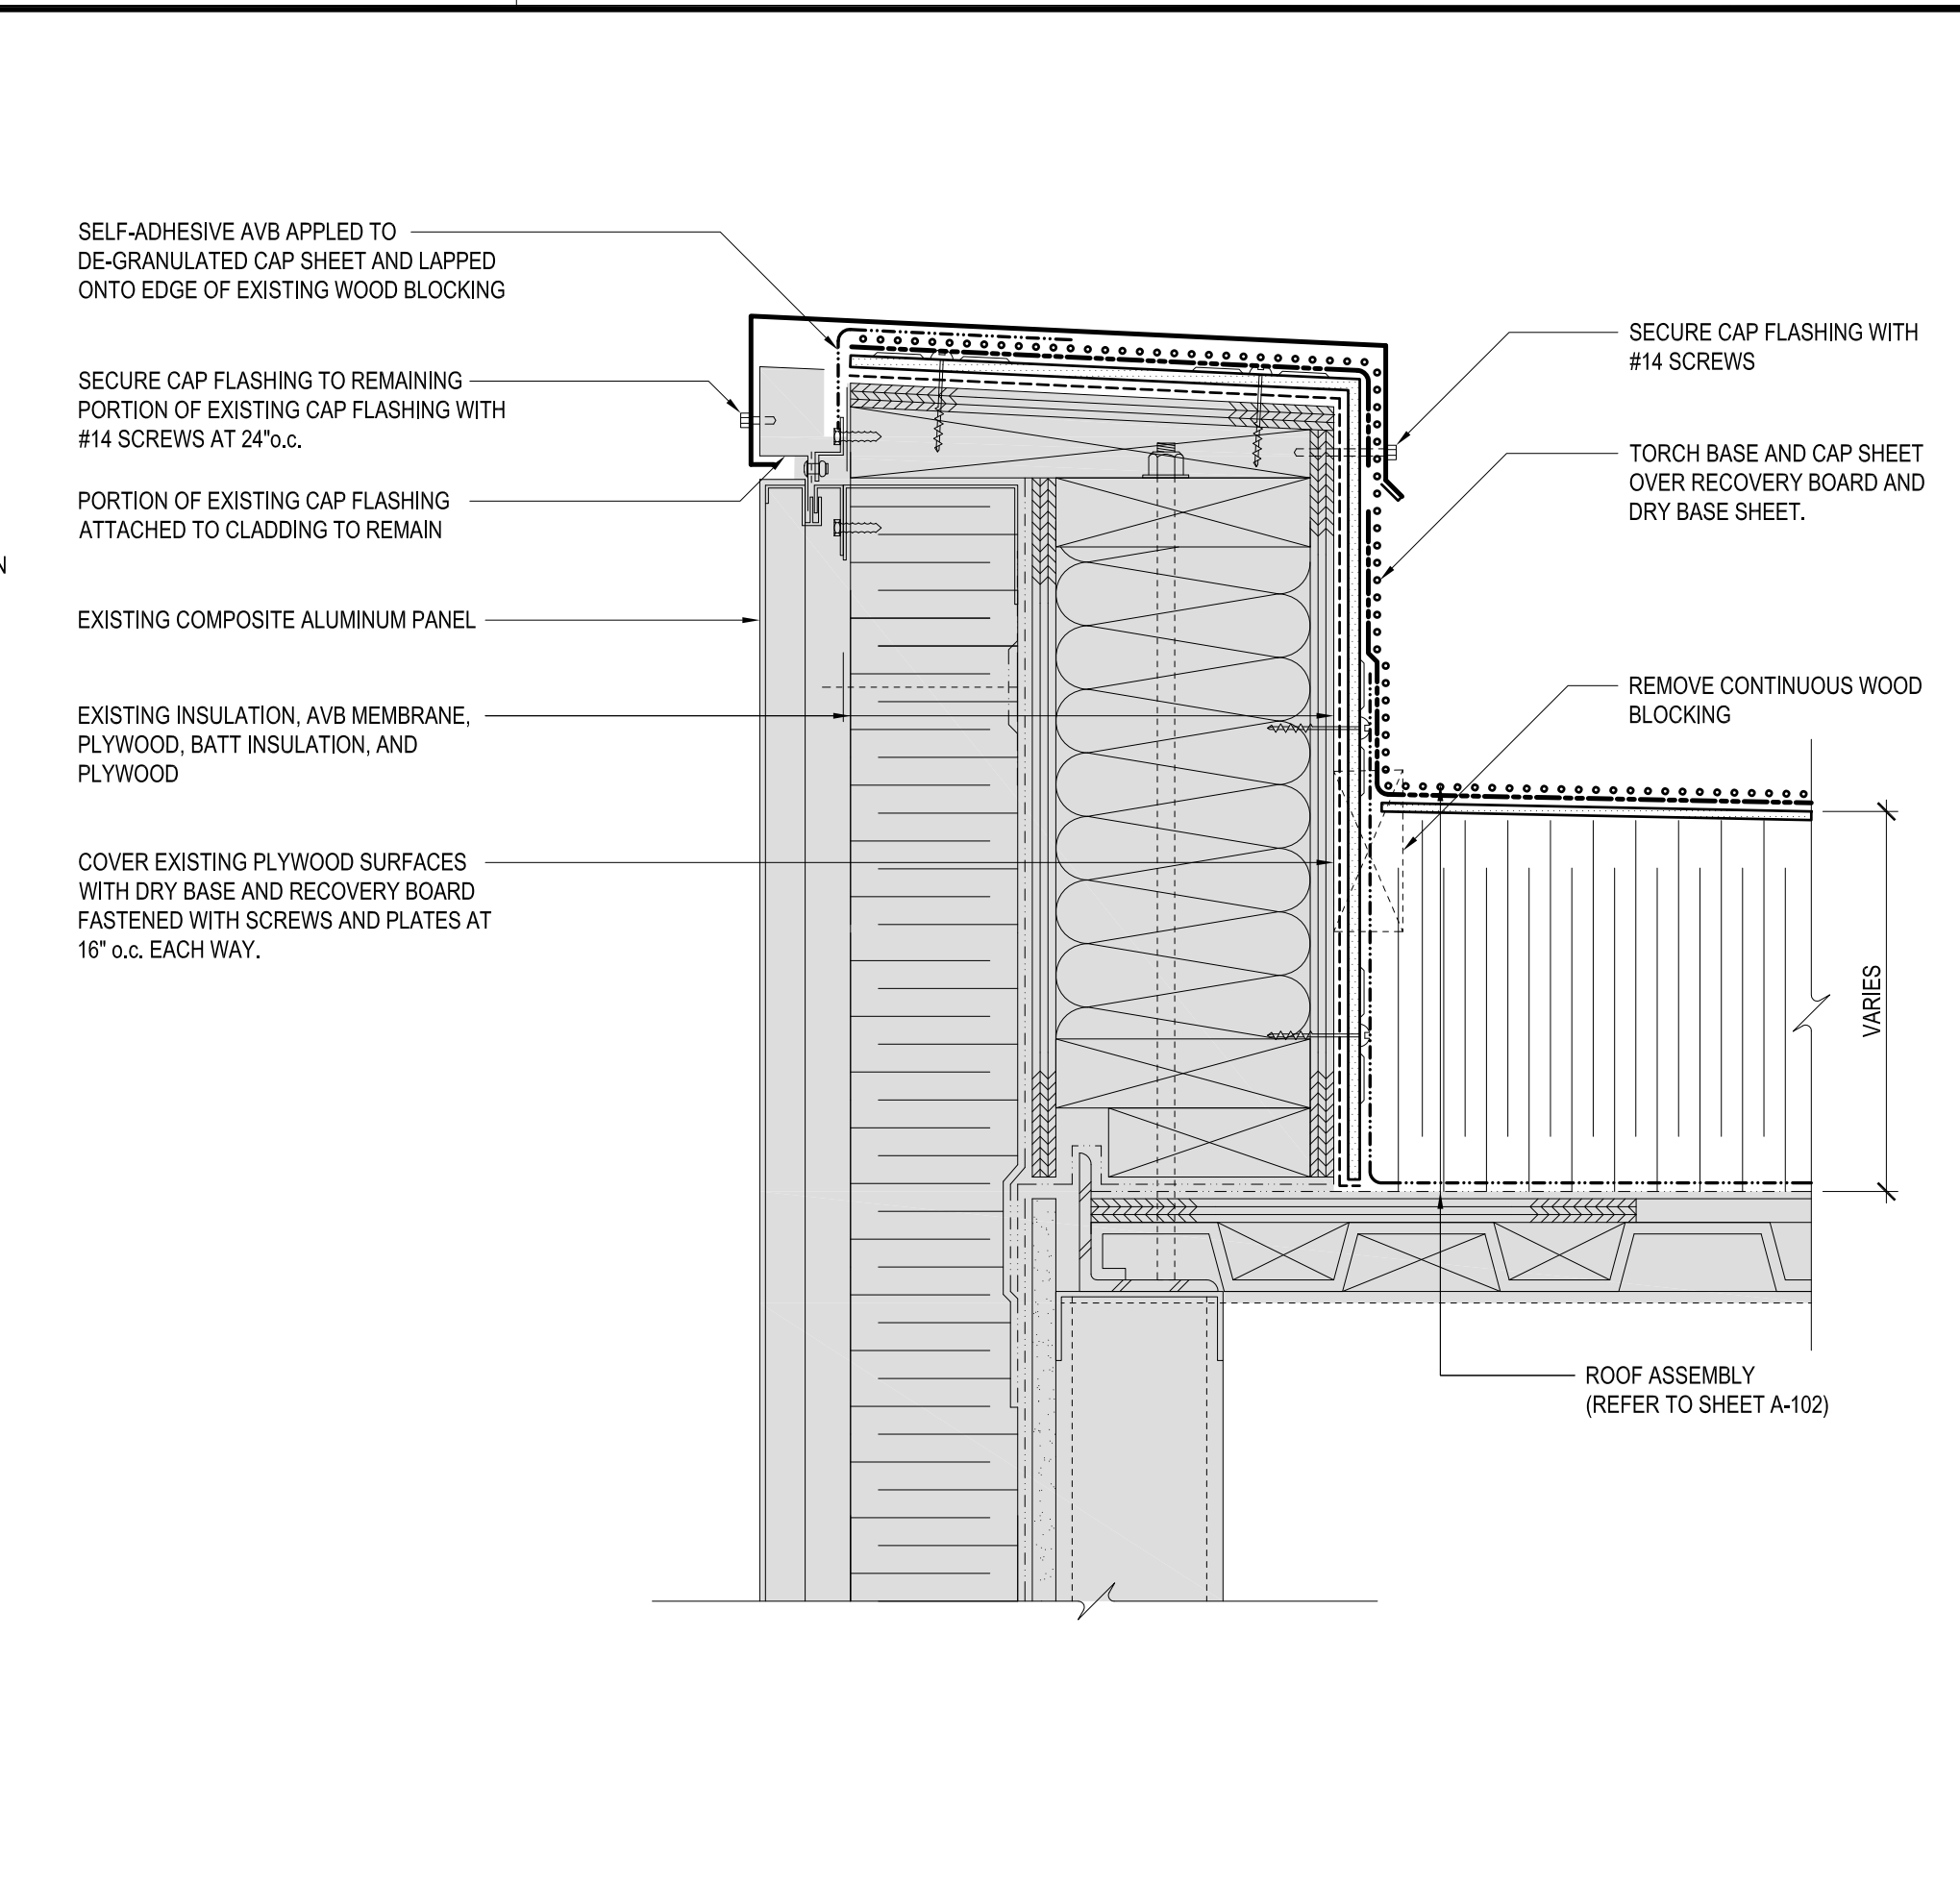 SELF-ADHESIVE AVB APPLED TO
DE-GRANULATED CAP SHEET AND LAPPED
ONTO EDGE OF EXISTING WOOD BLOCKING
SECURE CAP FLASHING TO REMAINING
PORTION OF EXISTING CAP FLASHING WITH
#14 SCREWS AT 24"o.c.
PORTION OF EXISTING CAP FLASHING
ATTACHED TO CLADDING TO REMAIN
N
EXISTING COMPOSITE ALUMINUM PANEL
EXISTING INSULATION, AVB MEMBRANE,
PLYWOOD, BATT INSULATION, AND
PLYWOOD
COVER EXISTING PLYWOOD SURFACES
WITH DRY BASE AND RECOVERY BOARD
FASTENED WITH SCREWS AND PLATES AT
16" o.c. EACH WAY.
SECURE CAP FLASHING WITH
#14 SCREWS
TORCH BASE AND CAP SHEET
OVER RECOVERY BOARD AND
DRY BASE SHEET.
REMOVE CONTINUOUS WOOD
BLOCKING
VARIES
ROOF ASSEMBLY
(REFER TO SHEET A-102)